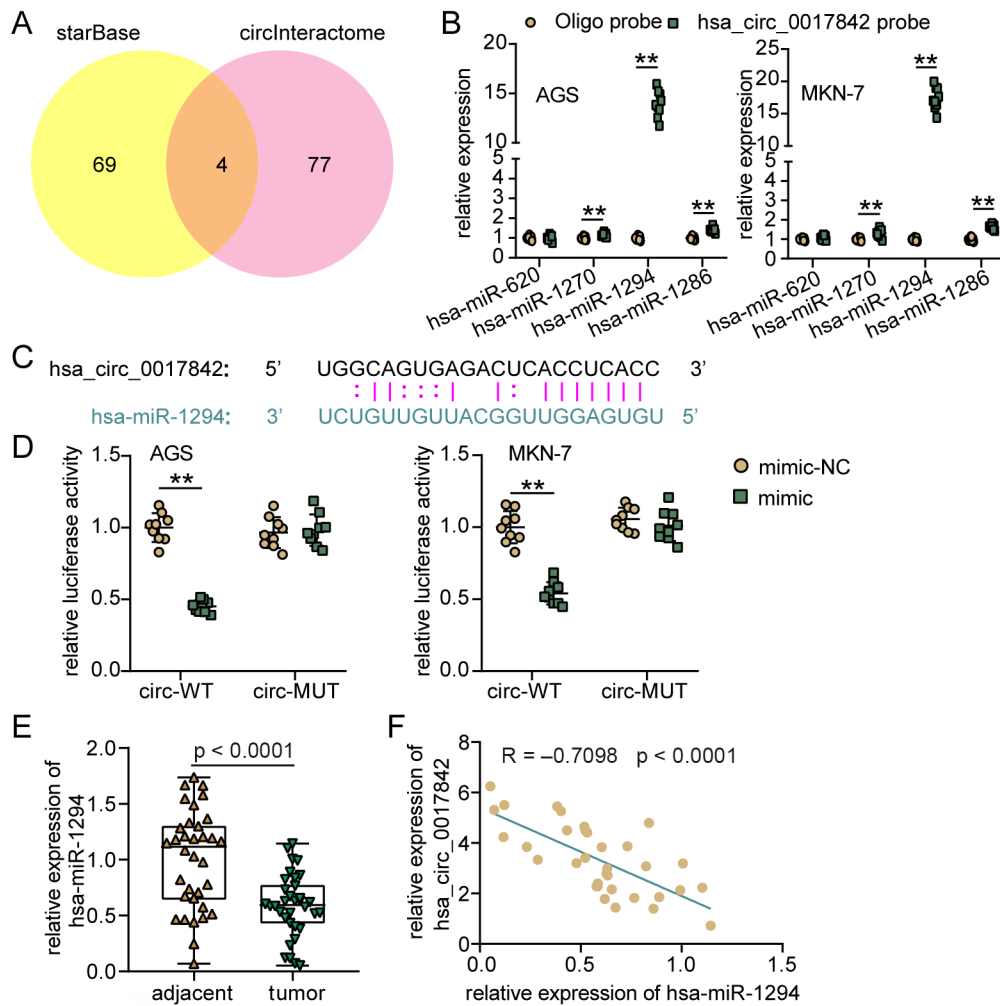 A
starBase
circInteractome
69
4
77
B
Oligo probe
hsa_circ_0017842 probe
relative expression
20
15
10
5
4
3
2
1
0
AGS
**
**
**
hsa-miR-620
hsa-miR-1270
hsa-miR-1294
hsa-miR-1286
relative expression
25
20
15
10
5
4
3
2
1
0
MKN-7
**
**
**
hsa-miR-620
hsa-miR-1270
hsa-miR-1294
hsa-miR-1286
C
hsa_circ_0017842: 5’ UGGCAGUGAGACUCACCUCACC 3’
hsa-miR-1294: 3’ UCUGUUGUUACGGUUGGAGUGU 5’
D
relative luciferase activity
1.5
1.0
0.5
0.0
AGS
**
circ-WT
circ-MUT
relative luciferase activity
1.5
1.0
0.5
0.0
MKN-7
**
circ-WT
circ-MUT
mimic-NC
mimic
E
relative expression of
hsa-miR-1294
2.0
1.5
1.0
0.5
0.0
p < 0.0001
adjacent
tumor
F
relative expression of
hsa_circ_0017842
8
6
4
2
0
R = –0.7098 p < 0.0001
0.0
0.5
1.0
1.5
relative expression of hsa-miR-1294